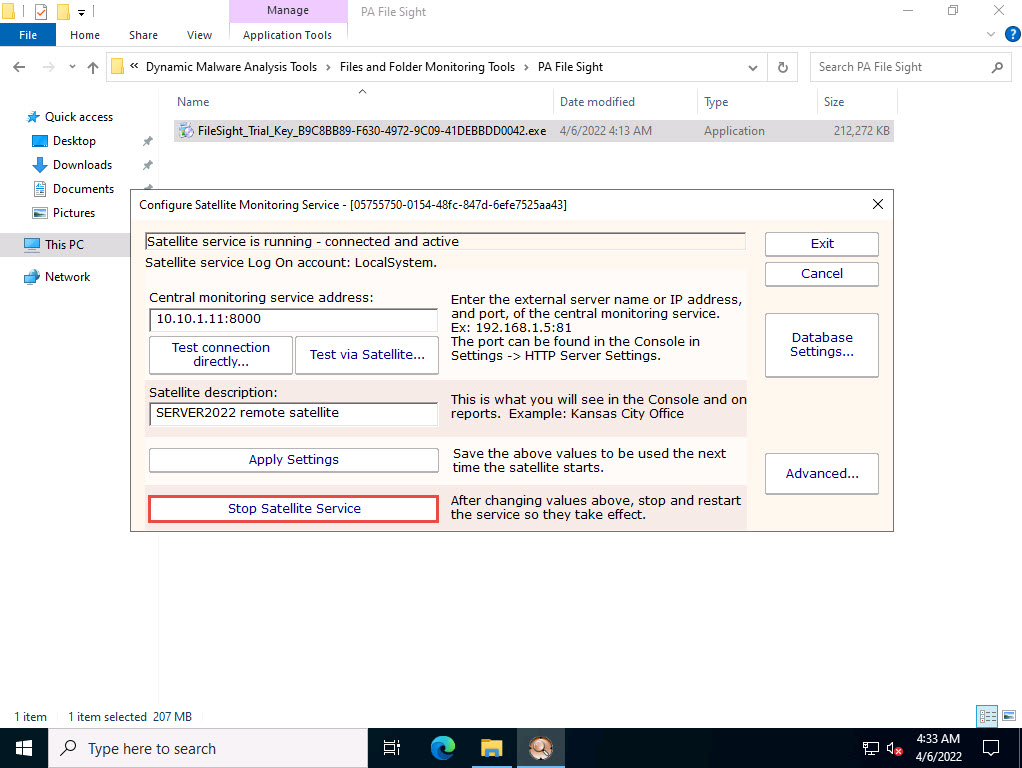 Manage
PA File Sight
File
Home
Share
View
Application Tools
?
« Dynamic Malware Analysis Tools › Files and Folder Monitoring Tools › PA File Sight
Search PA File Sight
Name
Date modified
Type
Size
Quick access
FileSight_Trial_Key_B9C8BB89-F630-4972-9C09-41DEBBDD0042.exe
4/6/2022 4:13 AM
Application
212,272 KB
Desktop
Downloads
Documents
Pictures
This PC
Network
Configure Satellite Monitoring Service - [05755750-0154-48fc-847d-6efe7525aa43]
Satellite service is running - connected and active
Exit
Satellite service Log On account: LocalSystem.
Cancel
Central monitoring service address:
10.10.1.11:8000
Test connection
directly...
Test via Satellite...
Enter the external server name or IP address,
and port, of the central monitoring service.
Ex: 192.168.1.5:81
The port can be found in the Console in
Settings -> HTTP Server Settings.
Database
Settings...
Satellite description:
SERVER2022 remote satellite
This is what you will see in the Console and on
reports.  Example: Kansas City Office
Apply Settings
Save the above values to be used the next
time the satellite starts.
Advanced...
Stop Satellite Service
After changing values above, stop and restart
the service so they take effect.
1 item
1 item selected  207 MB
Type here to search
4:33 AM
4/6/2022